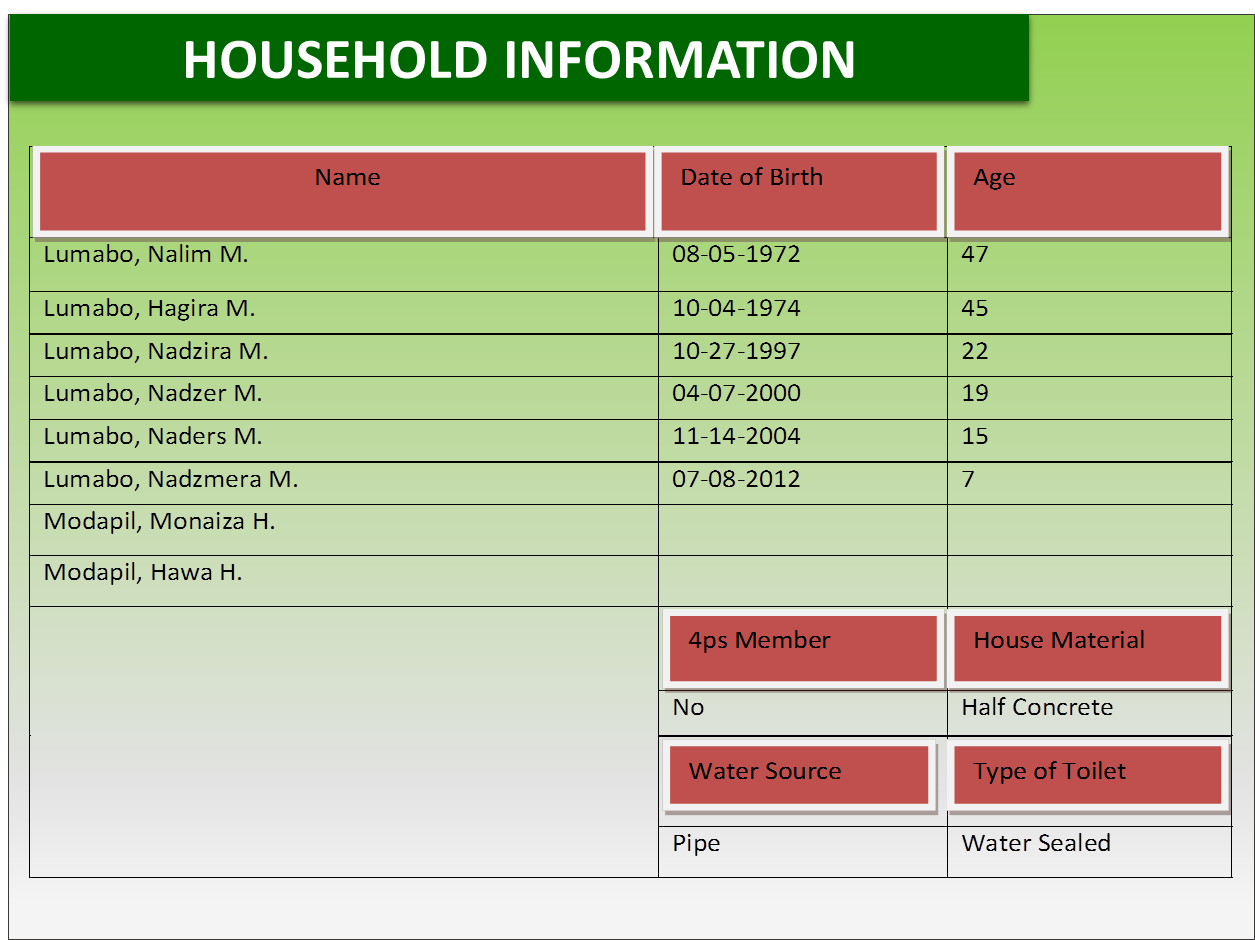 HOUSEHOLD INFORMATION
Name Date of Birth Age
Lumabo, Nalim M. 08-05-1972 47
Lumabo, Hagira M. 10-04-1974 45
Lumabo, Nadzira M. 10-27-1997 22
Lumabo, Nadzer M. 04-07-2000 19
Lumabo, Naders M. 11-14-2004 15
Lumabo, Nadzmera M. 07-08-2012 7
Modapil, Monaiza H.
Modapil, Hawa H.
4ps Member House Material
No Half Concrete
Water Source Type of Toilet
Pipe Water Sealed